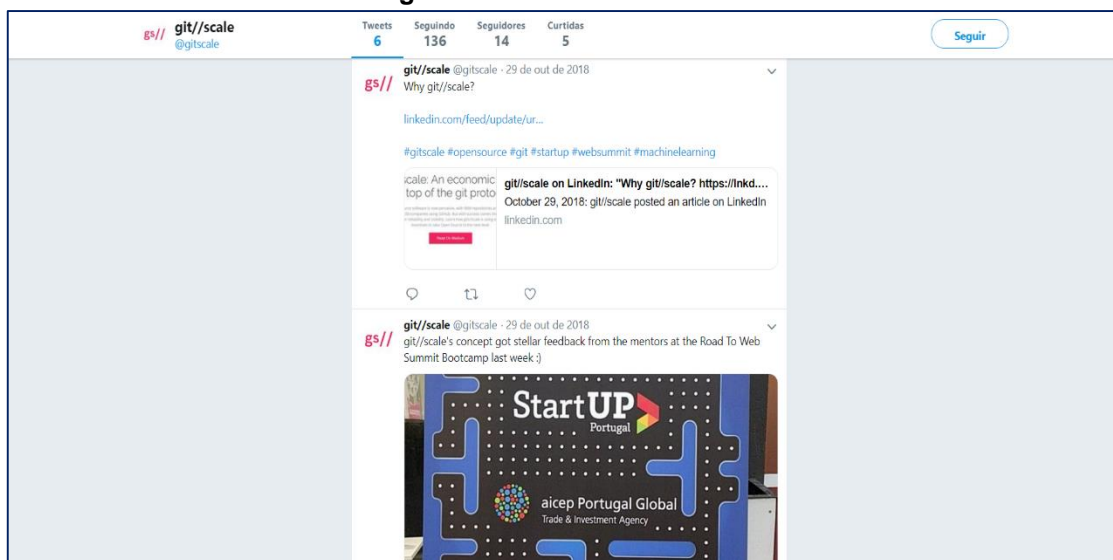 g
gs//
git//scale
@gitscale
Tweets
6
Seguindo
136
Seguidores
14
Curtidas
5
Seguir
gs//
git//scale @gitscale · 29 de out de 2018
Why git//scale?
linkedin.com/feed/update/ur...
#gitscale #opensource #git #startup #websummit #machinelearning
scale: An economic
top of the git proto
git//scale on LinkedIn: "Why git//scale? https://lnkd....
October 29, 2018: git//scale posted an article on LinkedIn
linkedin.com
gs//
git//scale @gitscale · 29 de out de 2018
git//scale's concept got stellar feedback from the mentors at the Road To Web
Summit Bootcamp last week :)
StartUP
Portugal
aicep Portugal Global
Trade & Investment Agency